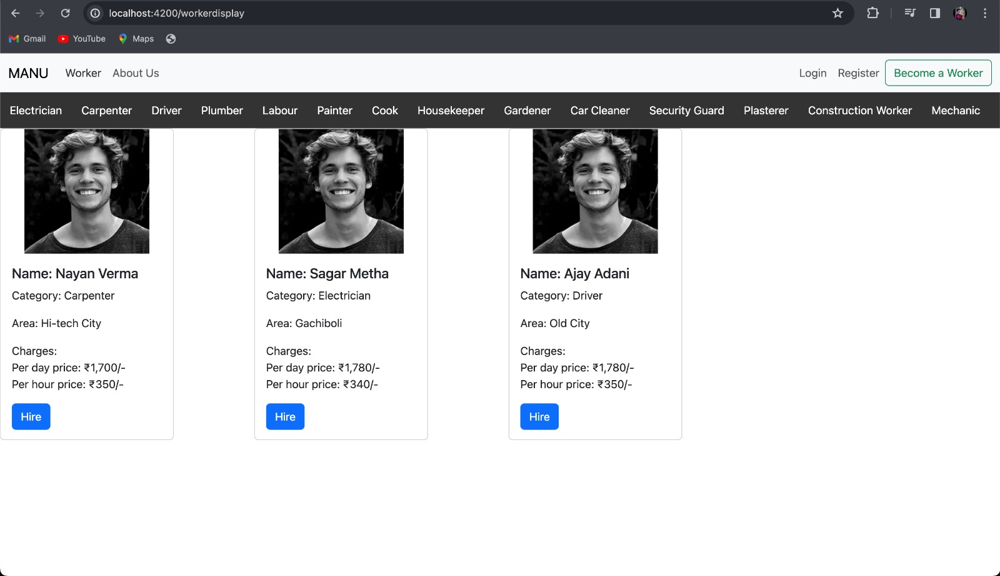 localhost:4200/workerdisplay
Gmail YouTube Maps
MANU Worker About Us Login Register Become a Worker
Electrician Carpenter Driver Plumber Labour Painter Cook Housekeeper Gardener Car Cleaner Security Guard Plasterer Construction Worker Mechanic
Name: Nayan Verma
Category: Carpenter
Area: Hi-tech City
Charges:
Per day price: ₹1,700/-
Per hour price: ₹350/-
Hire
Name: Sagar Metha
Category: Electrician
Area: Gachiboli
Charges:
Per day price: ₹1,780/-
Per hour price: ₹340/-
Hire
Name: Ajay Adani
Category: Driver
Area: Old City
Charges:
Per day price: ₹1,780/-
Per hour price: ₹350/-
Hire